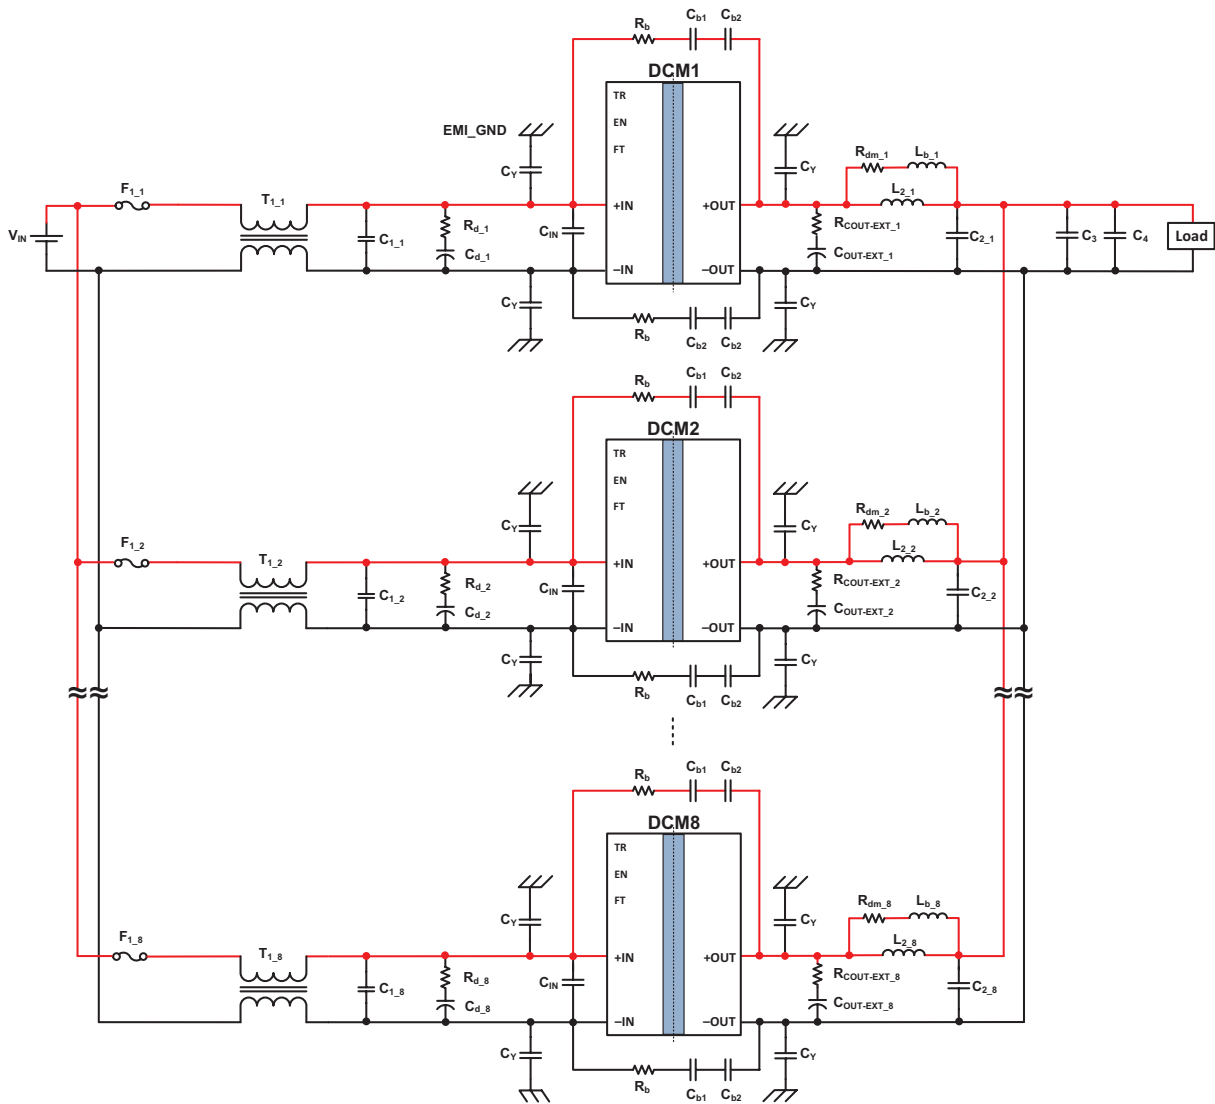 Rb Cb1 Cb2
DCM1
TR
EN
FT
EMI_GND
CY CY
F1_1 T1_1
Rdm_1 Lb_1
L2_1
VIN
+IN +OUT
C1_1 Rd_1 Cd_1 CIN
RCOUT-EXT_1
COUT-EXT_1
C2_1 C3 C4 Load
–IN –OUT
CY CY
Rb Cb2 Cb2
Rb Cb1 Cb2
DCM2
TR
EN
FT
CY CY
F1_2 T1_2
Rdm_2 Lb_2
L2_2
+IN +OUT
C1_2 Rd_2 Cd_2 CIN
RCOUT-EXT_2
COUT-EXT_2
C2_2
–IN –OUT
CY CY
Rb Cb1 Cb2
Rb Cb1 Cb2
DCM8
TR
EN
FT
CY CY
F1_8 T1_8
Rdm_8 Lb_8
L2_8
+IN +OUT
C1_8 Rd_8 Cd_8 CIN
RCOUT-EXT_8
COUT-EXT_8
C2_8
–IN –OUT
CY CY
Rb Cb1 Cb2